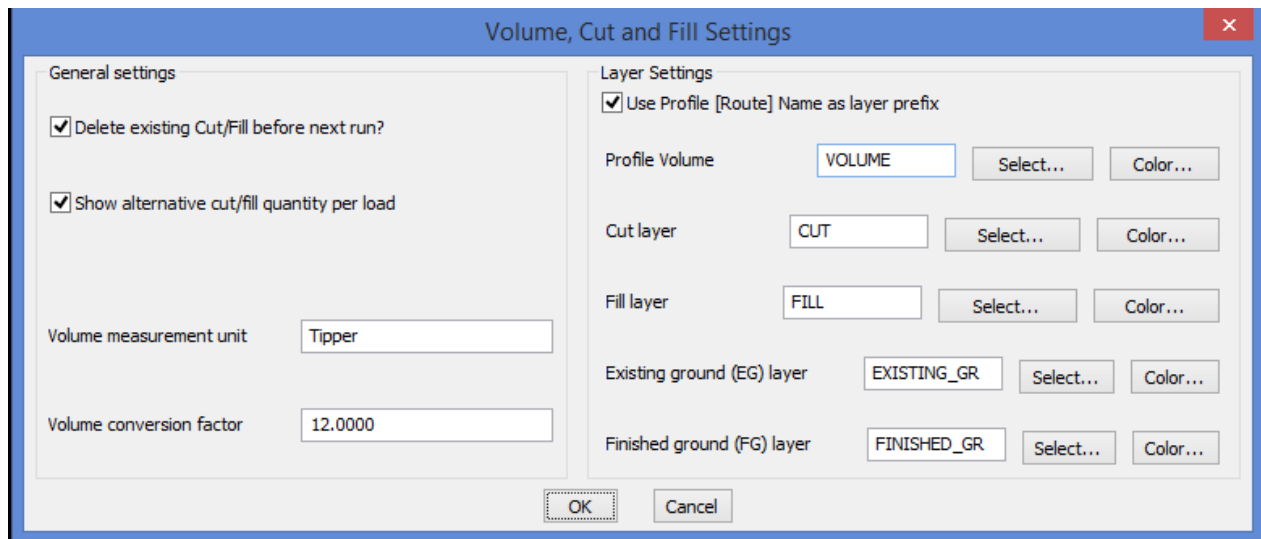 Volume, Cut and Fill Settings
General settings
Delete existing Cut/Fill before next run?
Show alternative cut/fill quantity per load
Volume measurement unit Tipper
Volume conversion factor 12.0000
Layer Settings
Use Profile [Route] Name as layer prefix
Profile Volume VOLUME Select... Color...
Cut layer CUT Select... Color...
Fill layer FILL Select... Color...
Existing ground (EG) layer EXISTING_GR Select... Color...
Finished ground (FG) layer FINISHED_GR Select... Color...
OK Cancel